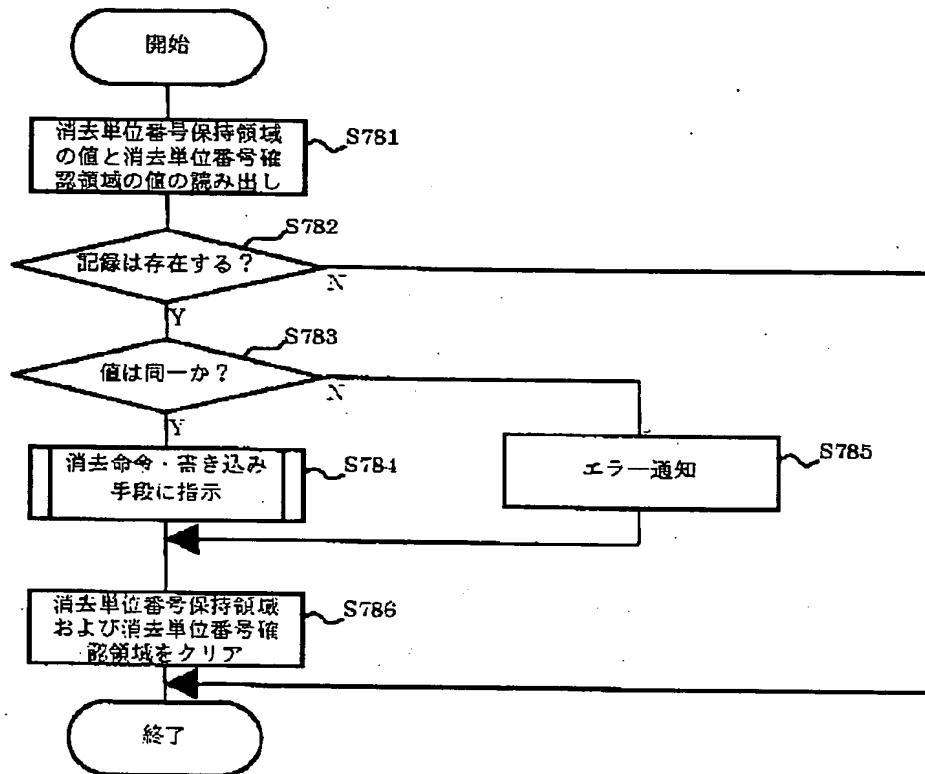 開始
消去単位番号保持領域
の値と消去単位番号確
認領域の値の読み出し
S781
S782
記録は存在する?
N
Y
S783
値は同一か?
N
Y
消去命令・書き込み
手段に指示
S784
エラー通知
S785
消去単位番号保持領域
および消去単位番号確
認領域をクリア
S786
終了